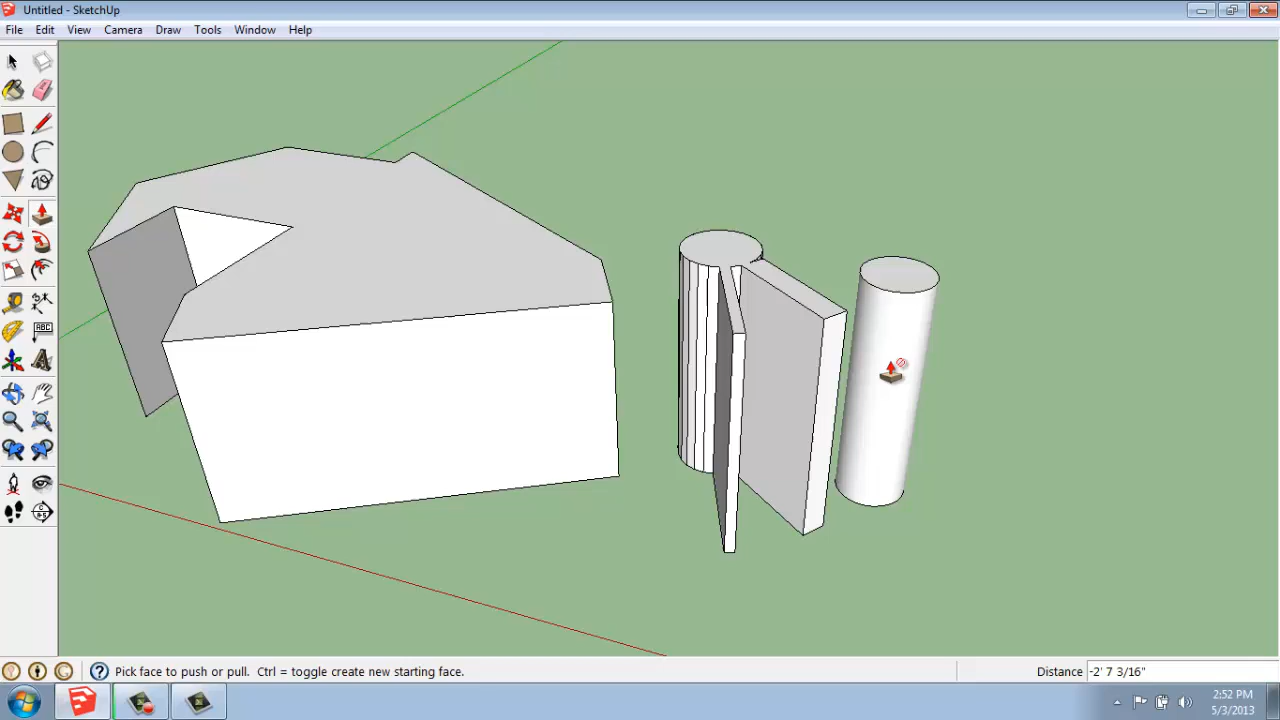 Untitled - SketchUp
File Edit View Camera Draw Tools Window Help
ABC
Pick face to push or pull. Ctrl = toggle create new starting face. Distance -2' 7 3/16"
2:52 PM
5/3/2013